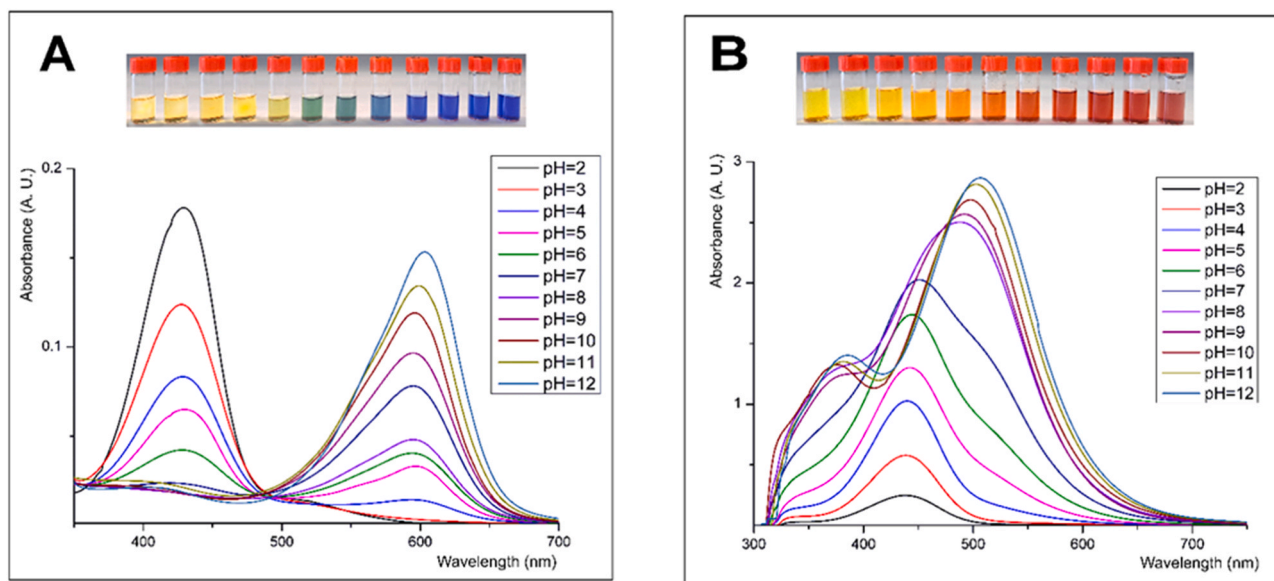 A
0.2
0.1
Absorbance (A. U.)
400
500
600
700
Wavelength (nm)
pH=2
pH=3
pH=4
pH=5
pH=6
pH=7
pH=8
pH=9
pH=10
pH=11
pH=12
B
3
2
1
Absorbance (A. U.)
300
400
500
600
700
Wavelength (nm)
pH=2
pH=3
pH=4
pH=5
pH=6
pH=7
pH=8
pH=9
pH=10
pH=11
pH=12